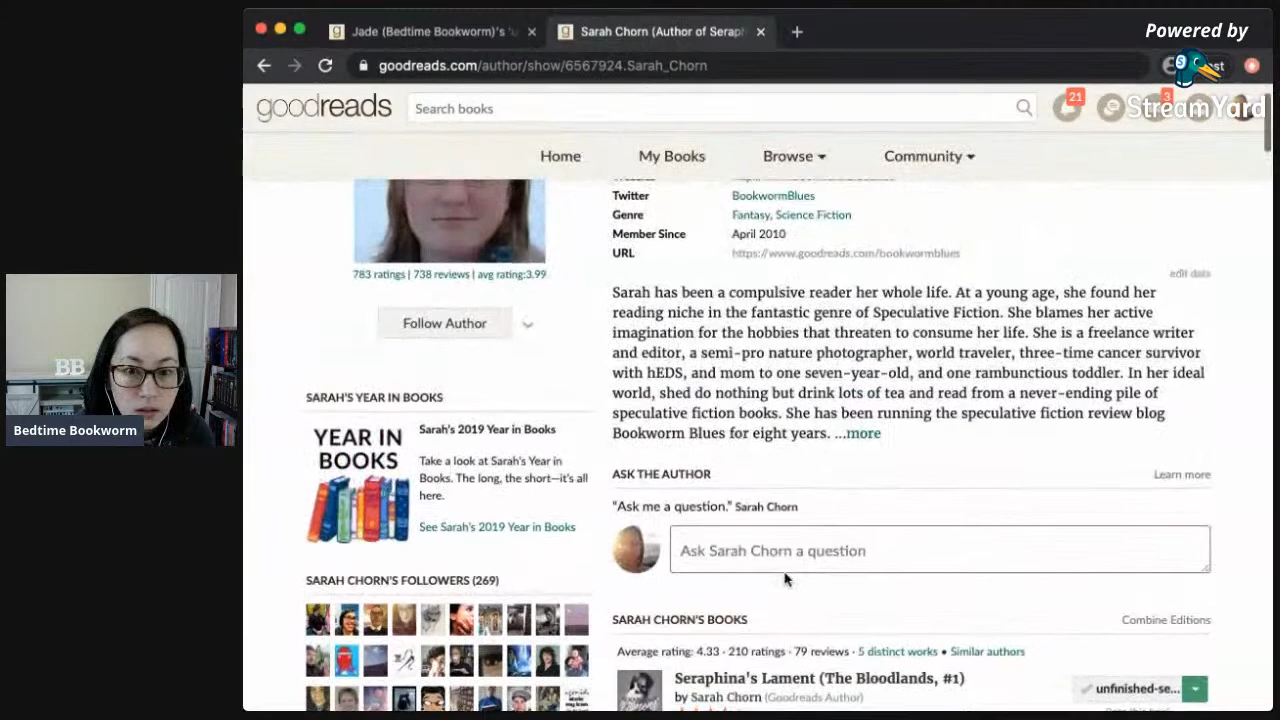 Jade (Bedtime Bookworm)'s
Sarah Chorn (Author of Seraph
Powered by
goodreads.com/author/show/6567924.Sarah_Chorn
StreamYard
goodreads
Search books
21
3
Home
My Books
Browse
Community
Twitter
BookwormBlues
Genre
Fantasy, Science Fiction
Member Since
April 2010
URL
https://www.goodreads.com/bookwormblues
783 ratings | 738 reviews | avg rating:3.99
edit data
Follow Author
Sarah has been a compulsive reader her whole life. At a young age, she found her
reading niche in the fantastic genre of Speculative Fiction. She blames her active
imagination for the hobbies that threaten to consume her life. She is a freelance writer
and editor, a semi-pro nature photographer, world traveler, three-time cancer survivor
with hEDS, and mom to one seven-year-old, and one rambunctious toddler. In her ideal
world, shed do nothing but drink lots of tea and read from a never-ending pile of
speculative fiction books. She has been running the speculative fiction review blog
Bookworm Blues for eight years. ...more
BB
Bedtime Bookworm
SARAH'S YEAR IN BOOKS
YEAR IN
BOOKS
Sarah's 2019 Year in Books
Take a look at Sarah's Year in
Books. The long, the short—it's all
here.
See Sarah's 2019 Year in Books
ASK THE AUTHOR
Learn more
“Ask me a question.” Sarah Chorn
Ask Sarah Chorn a question
SARAH CHORN'S FOLLOWERS (269)
SARAH CHORN'S BOOKS
Combine Editions
Average rating: 4.33 · 210 ratings · 79 reviews · 5 distinct works • Similar authors
Seraphina's Lament (The Bloodlands, #1)
by Sarah Chorn (Goodreads Author)
unfinished-se...